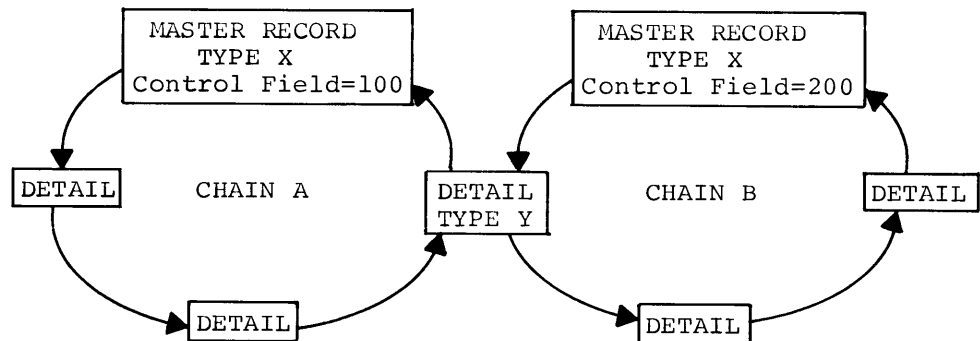 MASTER RECORD
TYPE X
Control Field=100
MASTER RECORD
TYPE X
Control Field=200
DETAIL
CHAIN A
DETAIL
TYPE Y
CHAIN B
DETAIL
DETAIL
DETAIL